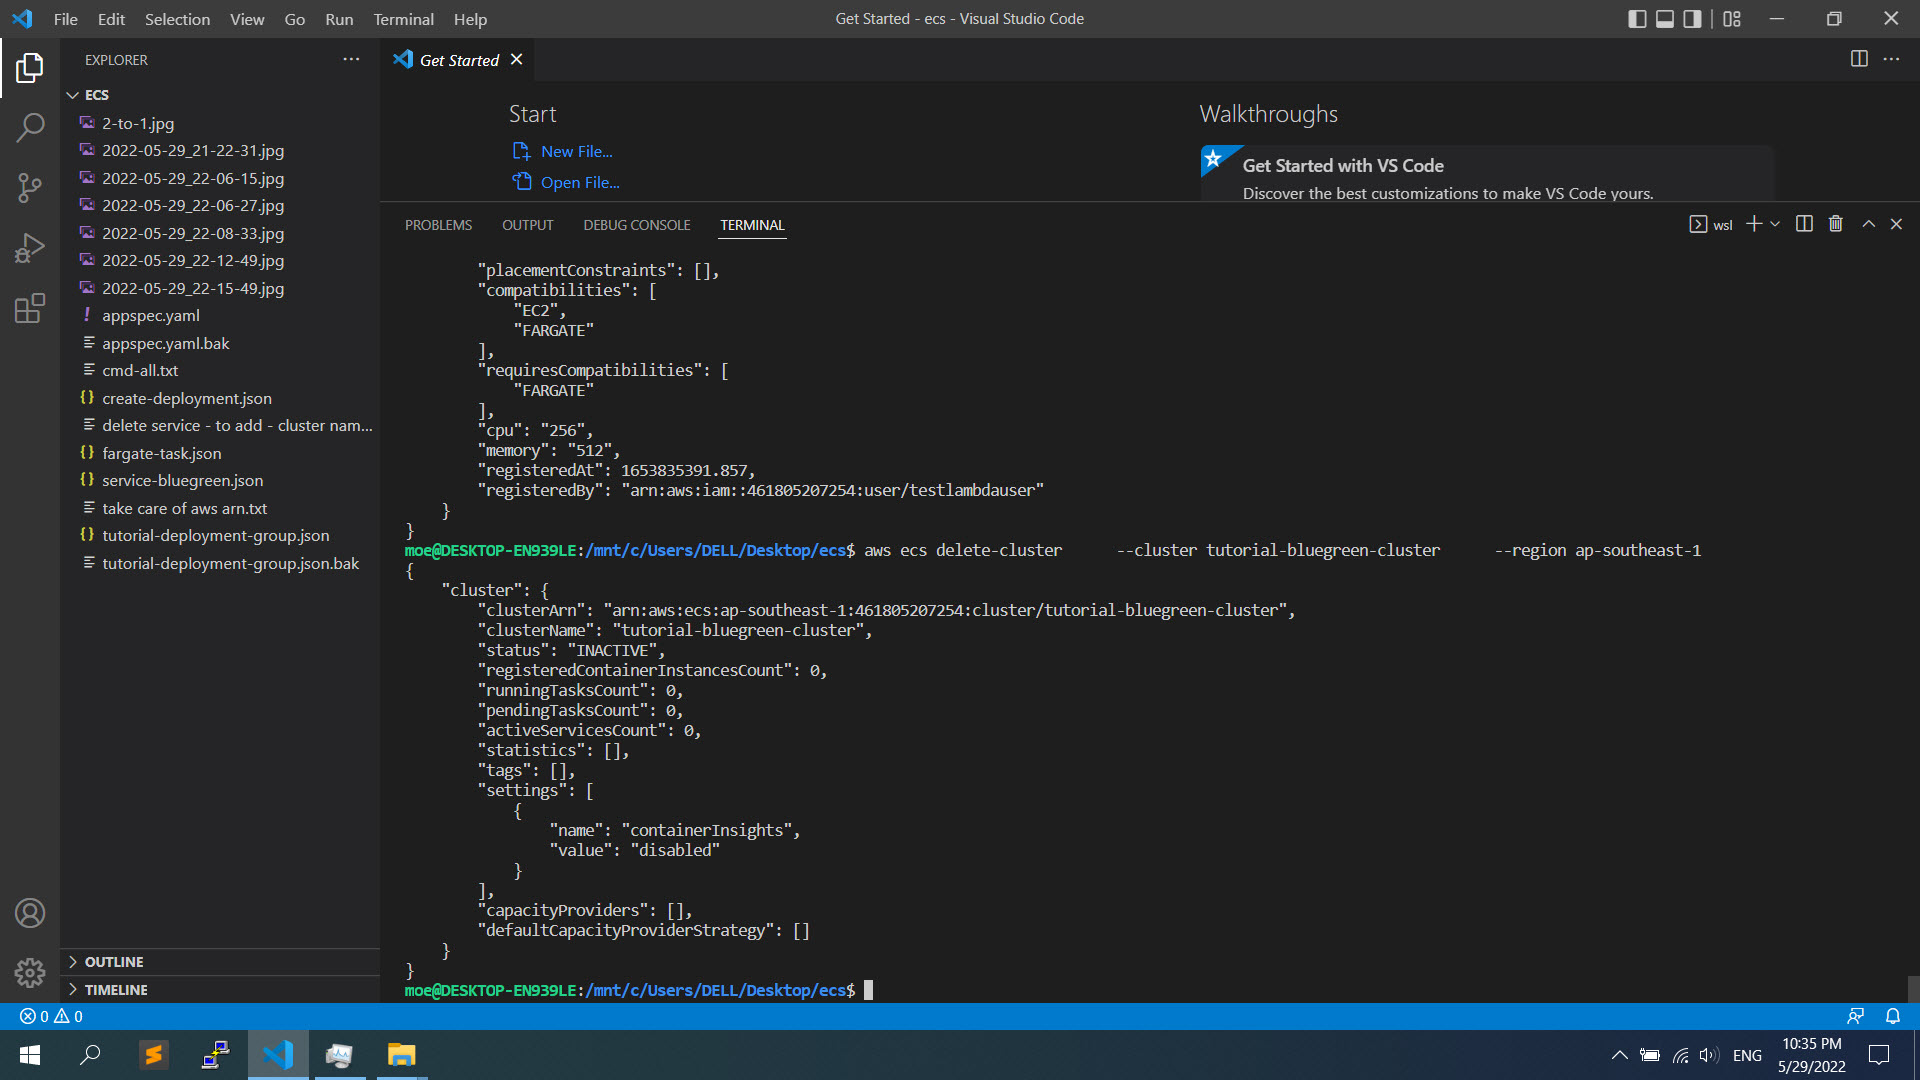 File Edit Selection View Go Run Terminal Help
Get Started - ecs - Visual Studio Code
EXPLORER
ECS
2-to-1.jpg
2022-05-29_21-22-31.jpg
2022-05-29_22-06-15.jpg
2022-05-29_22-06-27.jpg
2022-05-29_22-08-33.jpg
2022-05-29_22-12-49.jpg
2022-05-29_22-15-49.jpg
appspec.yaml
appspec.yaml.bak
cmd-all.txt
create-deployment.json
delete service - to add - cluster nam...
fargate-task.json
service-bluegreen.json
take care of aws arn.txt
tutorial-deployment-group.json
tutorial-deployment-group.json.bak
OUTLINE
TIMELINE
Get Started
Start
New File...
Open File...
Walkthroughs
Get Started with VS Code
Discover the best customizations to make VS Code yours.
PROBLEMS OUTPUT DEBUG CONSOLE TERMINAL
wsl
"placementConstraints": [],
"compatibilities": [
"EC2",
"FARGATE"
],
"requiresCompatibilities": [
"FARGATE"
],
"cpu": "256",
"memory": "512",
"registeredAt": 1653835391.857,
"registeredBy": "arn:aws:iam::461805207254:user/testlambdauser"
}
}
moe@DESKTOP-EN939LE:/mnt/c/Users/DELL/Desktop/ecs$ aws ecs delete-cluster --cluster tutorial-bluegreen-cluster --region ap-southeast-1
{
"cluster": {
"clusterArn": "arn:aws:ecs:ap-southeast-1:461805207254:cluster/tutorial-bluegreen-cluster",
"clusterName": "tutorial-bluegreen-cluster",
"status": "INACTIVE",
"registeredContainerInstancesCount": 0,
"runningTasksCount": 0,
"pendingTasksCount": 0,
"activeServicesCount": 0,
"statistics": [],
"tags": [],
"settings": [
{
"name": "containerInsights",
"value": "disabled"
}
],
"capacityProviders": [],
"defaultCapacityProviderStrategy": []
}
}
moe@DESKTOP-EN939LE:/mnt/c/Users/DELL/Desktop/ecs$
0 0
ENG
10:35 PM
5/29/2022